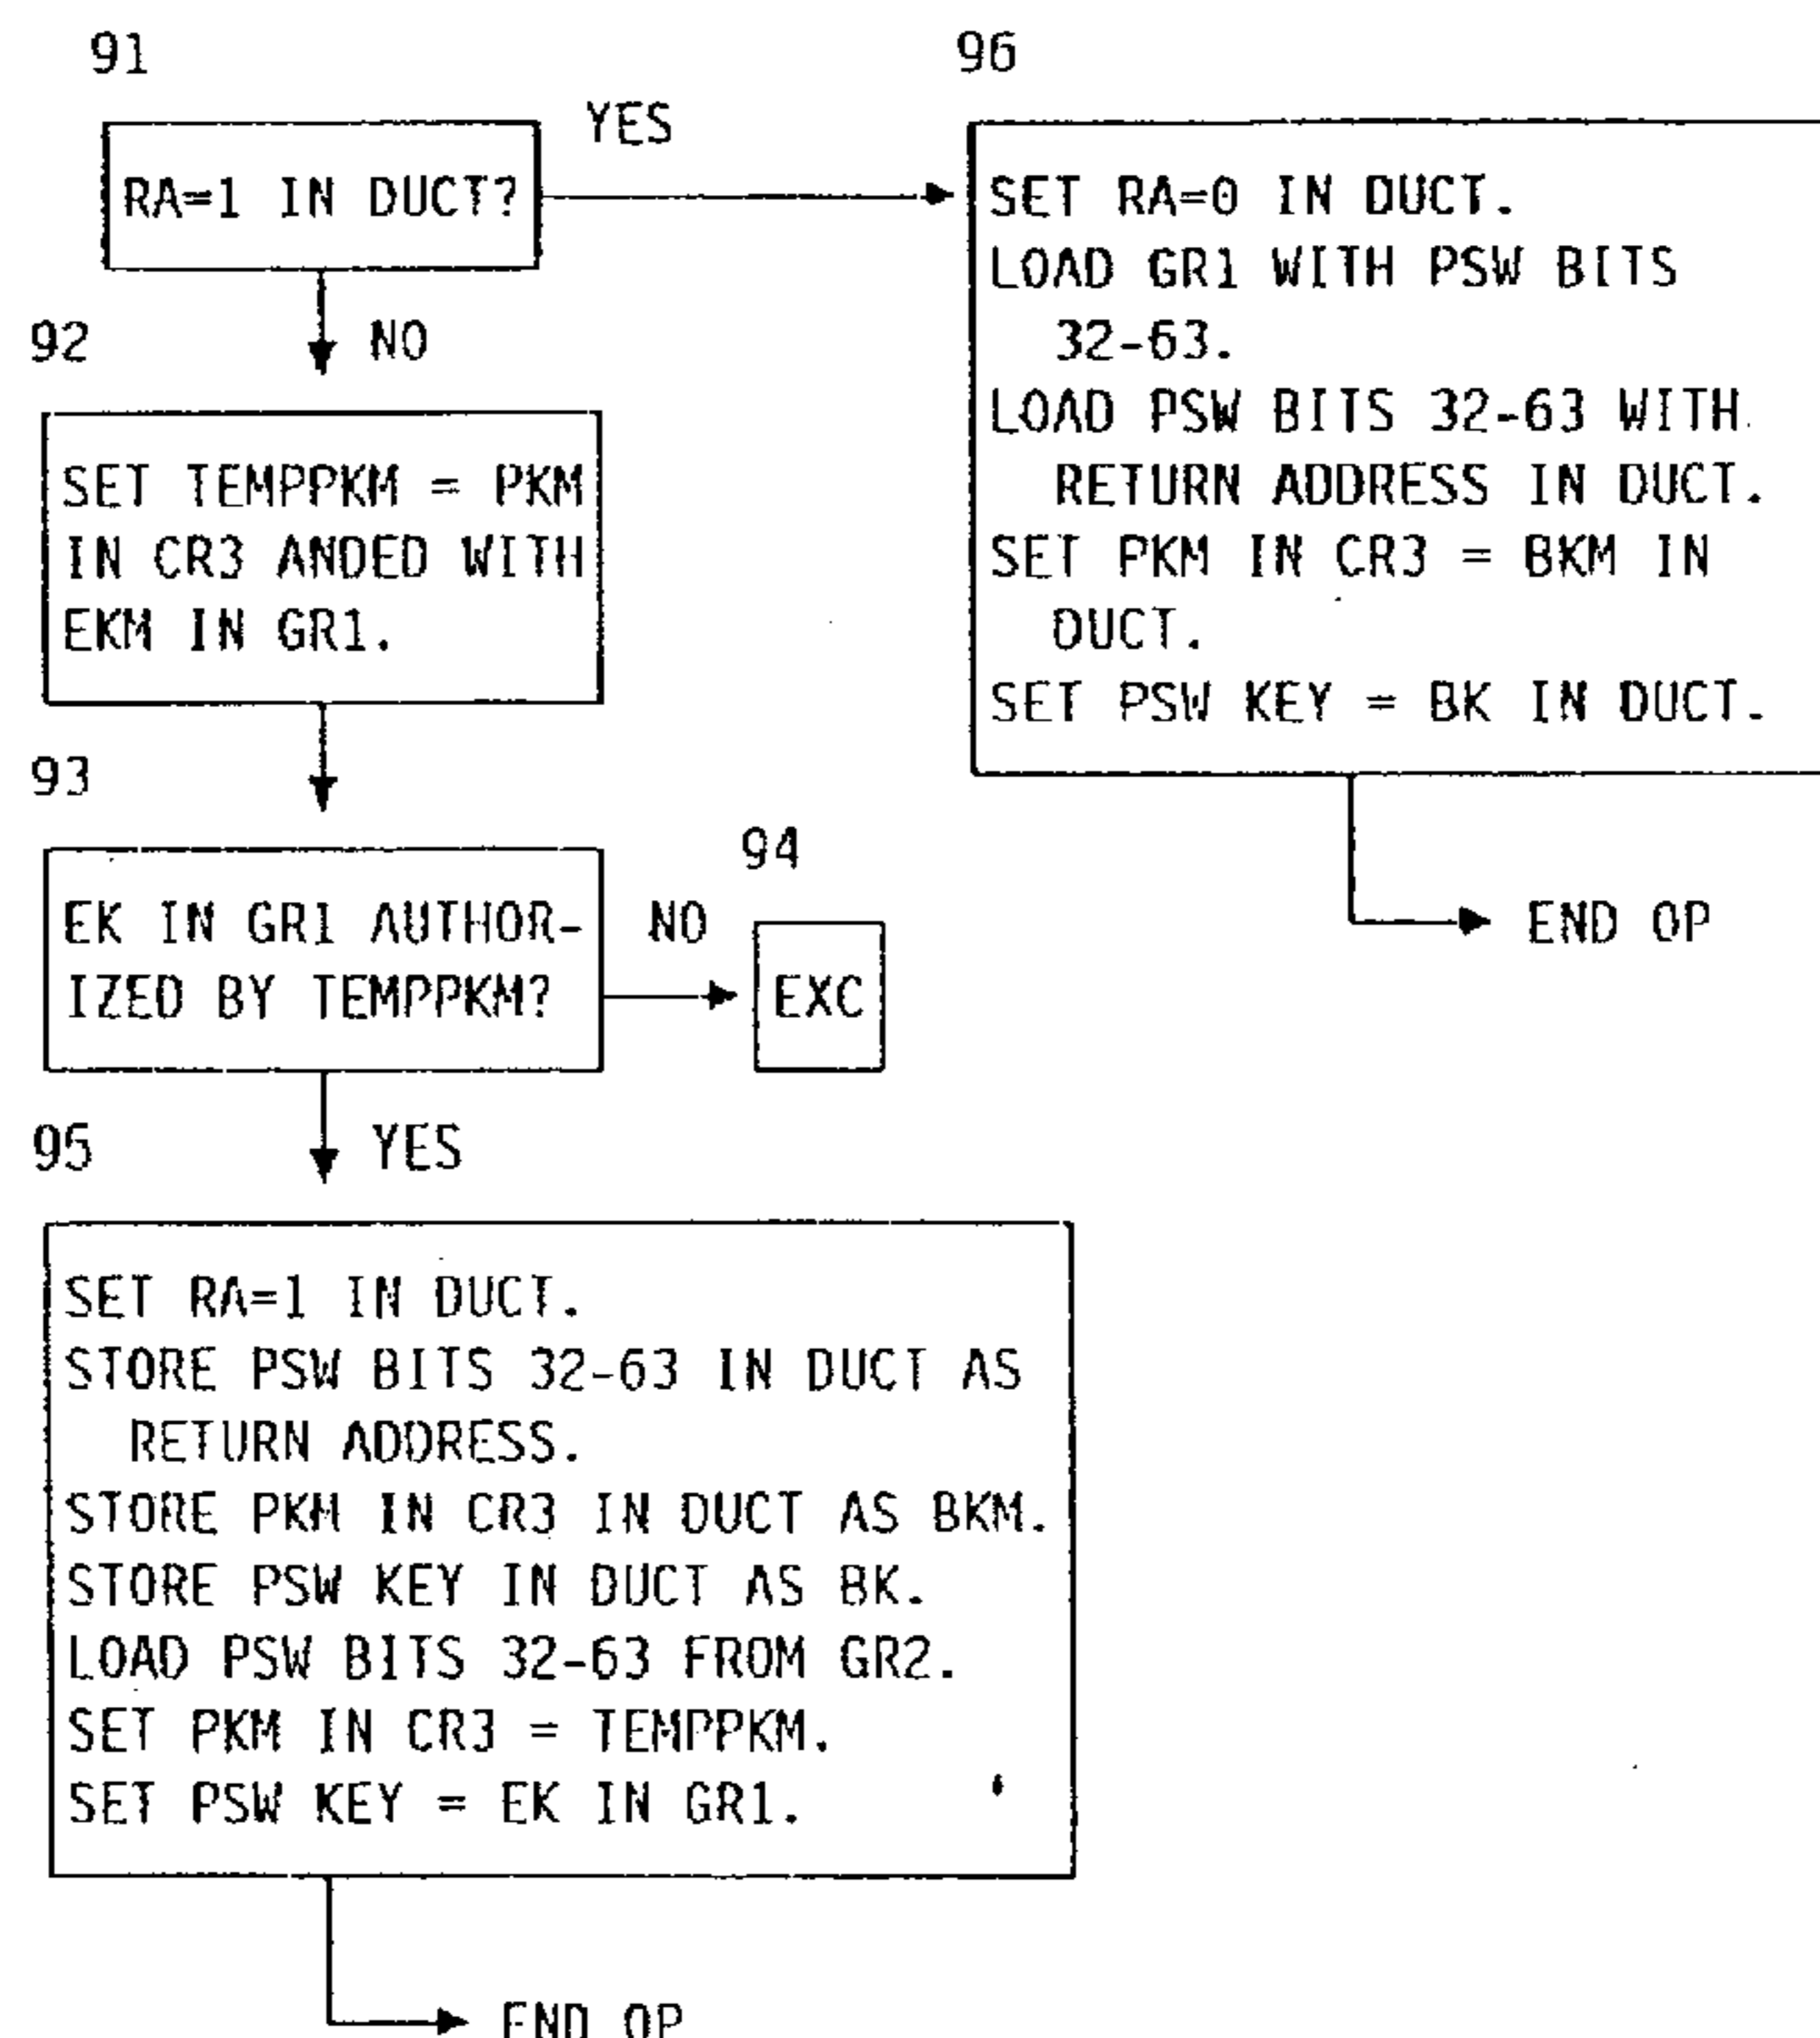 91
RA=1 IN DUCT?
YES
NO
92
SET TEMPPKM = PKM
IN CR3 ANDED WITH
EKM IN GR1.
93
EK IN GR1 AUTHOR-
IZED BY TEMPPKM?
NO
94
EXC
YES
95
SET RA=1 IN DUCT.
STORE PSW BITS 32-63 IN DUCT AS
RETURN ADDRESS.
STORE PKM IN CR3 IN DUCT AS BKM.
STORE PSW KEY IN DUCT AS BK.
LOAD PSW BITS 32-63 FROM GR2.
SET PKM IN CR3 = TEMPPKM.
SET PSW KEY = EK IN GR1.
END OP
96
SET RA=0 IN DUCT.
LOAD GR1 WITH PSW BITS
32-63.
LOAD PSW BITS 32-63 WITH
RETURN ADDRESS IN DUCT.
SET PKM IN CR3 = BKM IN
DUCT.
SET PSW KEY = BK IN DUCT.
END OP